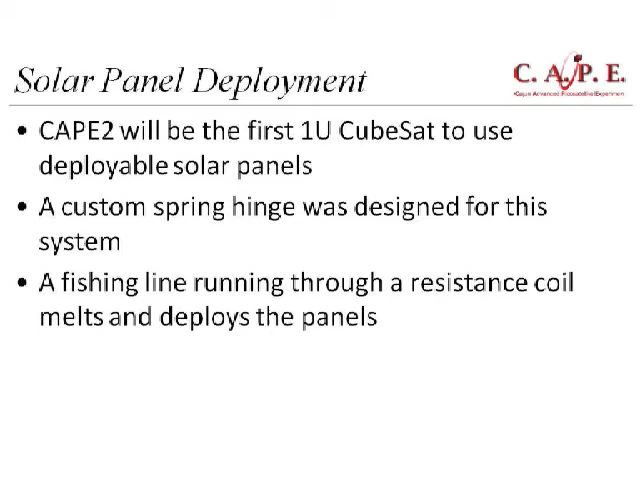 Solar Panel Deployment
C. A. P. E.
Cajun Advanced Picosatellite Experiment
• CAPE2 will be the first 1U CubeSat to use
deployable solar panels
• A custom spring hinge was designed for this
system
• A fishing line running through a resistance coil
melts and deploys the panels